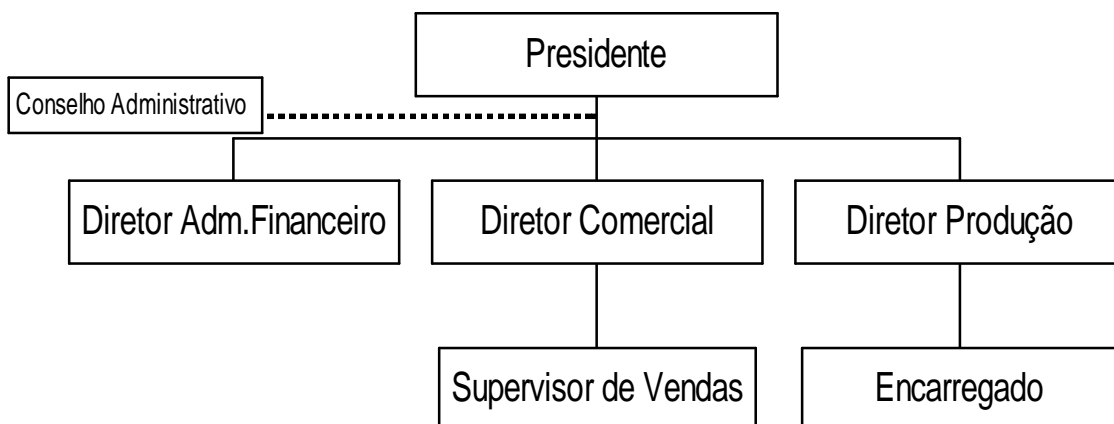 Presidente
Conselho Administrativo
Diretor Adm.Financeiro
Diretor Comercial
Diretor Produção
Supervisor de Vendas
Encarregado